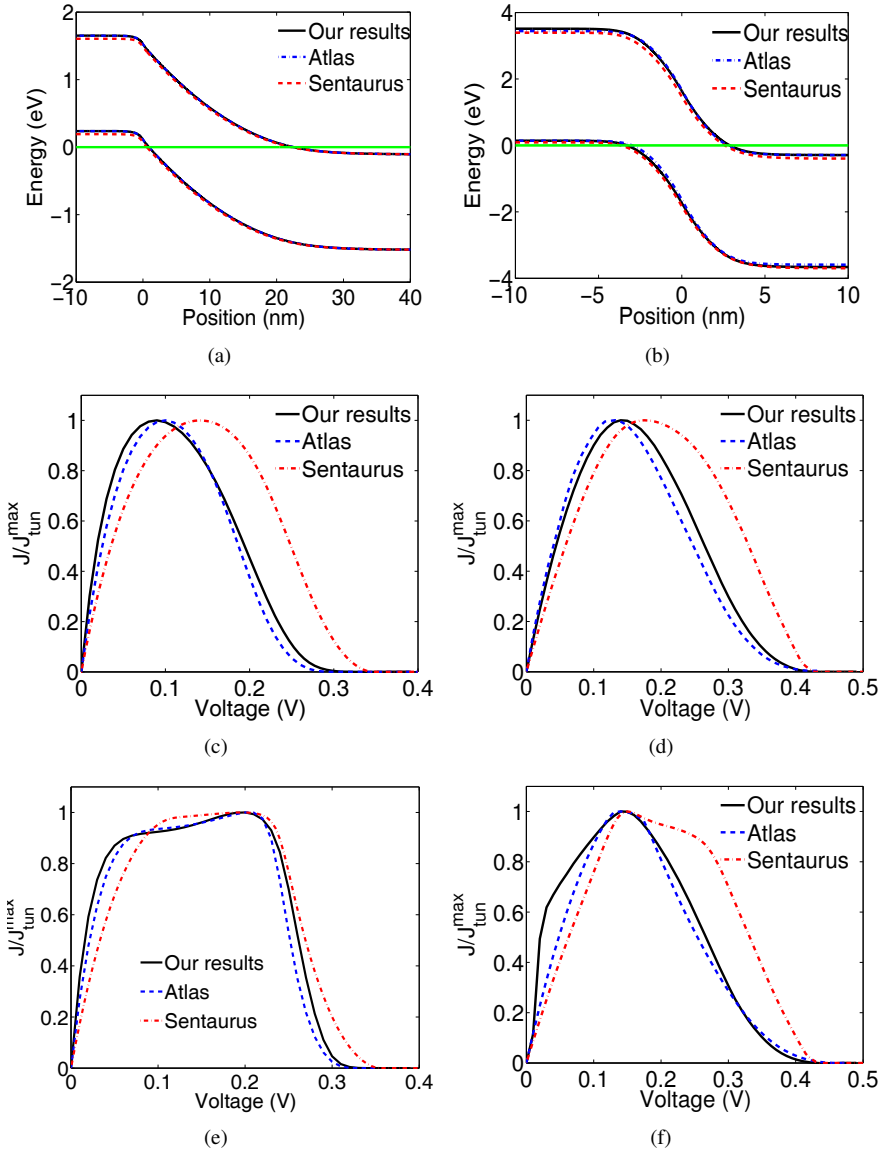 2
1
0
−1
−2
Energy (eV)
−10
0
10
20
30
40
Position (nm)
Our results
Atlas
Sentaurus
(a)
4
2
0
−2
−4
Energy (eV)
−10
−5
0
5
10
Position (nm)
Our results
Atlas
Sentaurus
(b)
1
0.8
0.6
0.4
0.2
0
J/J_tun^max
0
0.1
0.2
0.3
0.4
Voltage (V)
Our results
Atlas
Sentaurus
(c)
1
0.8
0.6
0.4
0.2
0
J/J_tun^max
0
0.1
0.2
0.3
0.4
0.5
Voltage (V)
Our results
Atlas
Sentaurus
(d)
1
0.8
0.6
0.4
0.2
0
J/J_tun^max
0
0.1
0.2
0.3
0.4
Voltage (V)
Our results
Atlas
Sentaurus
(e)
1
0.8
0.6
0.4
0.2
0
J/J_tun^max
0
0.1
0.2
0.3
0.4
0.5
Voltage (V)
Our results
Atlas
Sentaurus
(f)